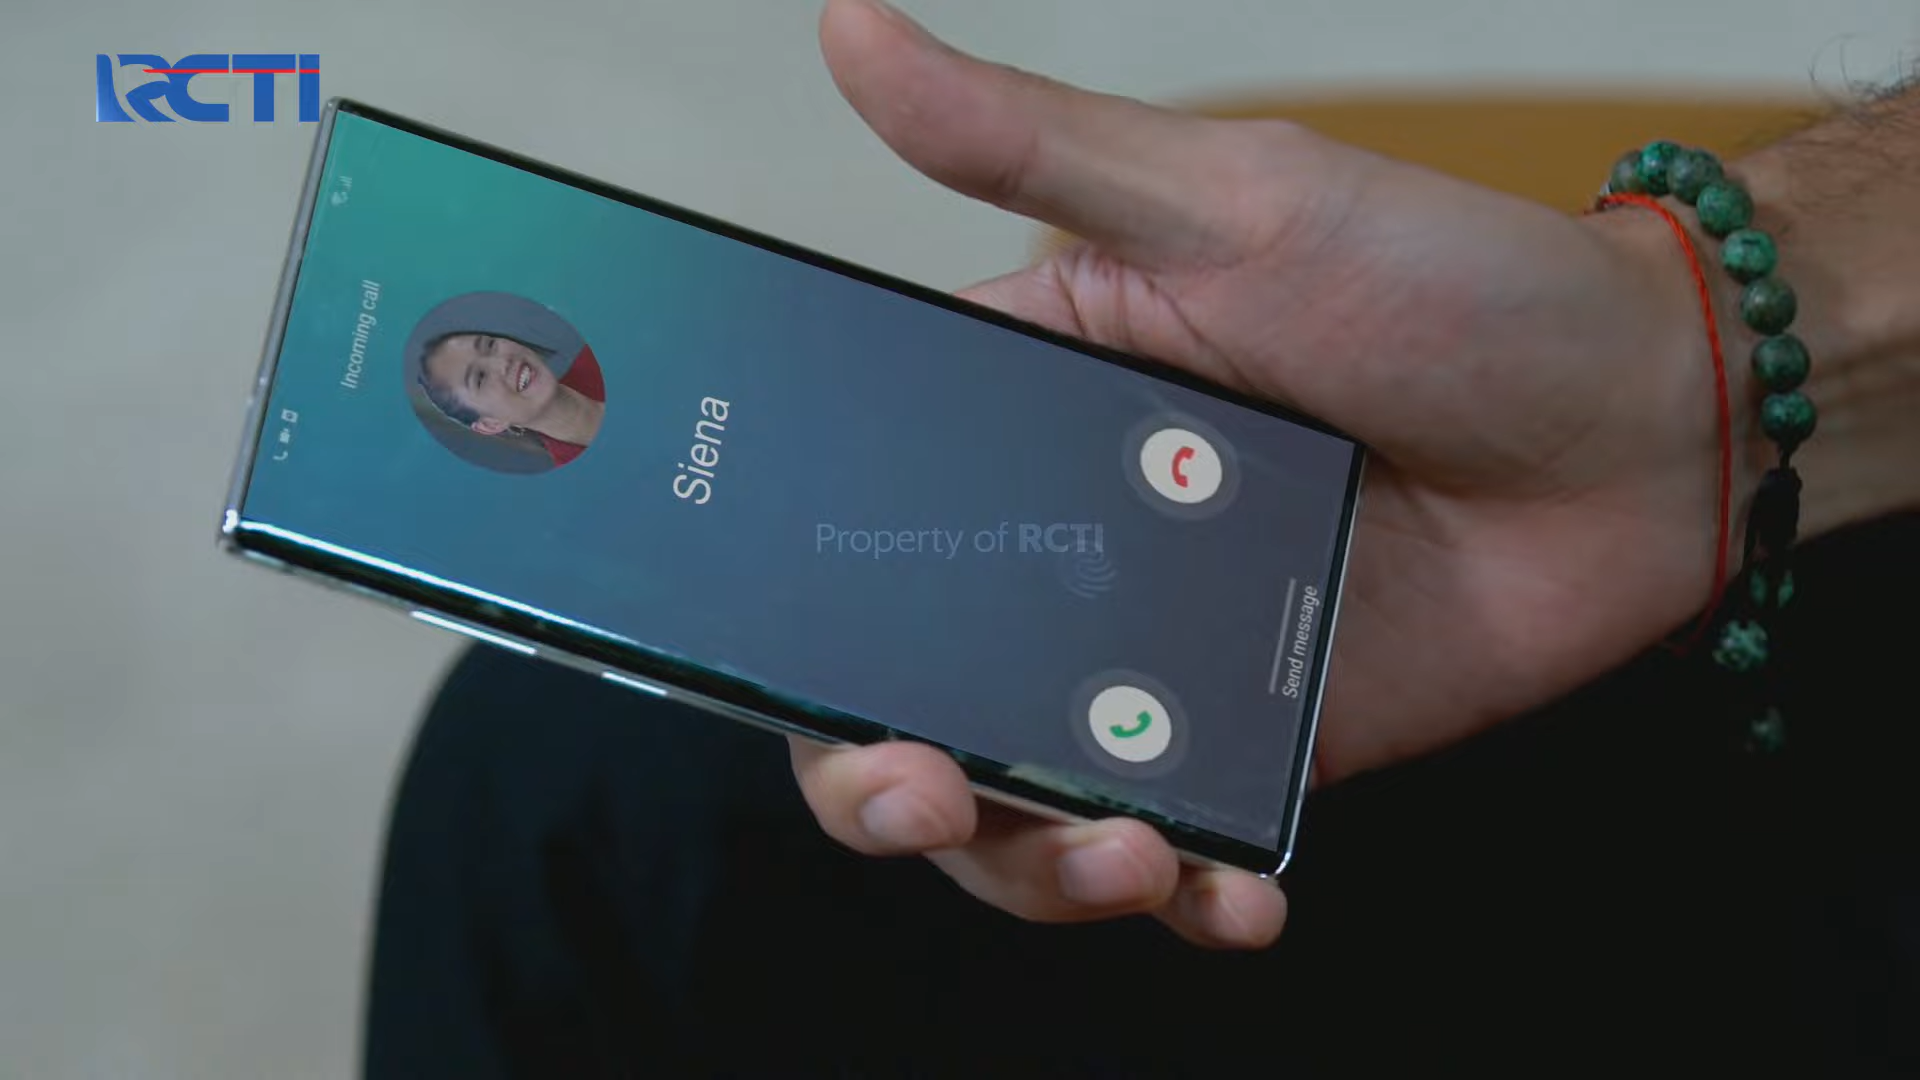 RCTI
Incoming call
Siena
Property of RCTI
Send message